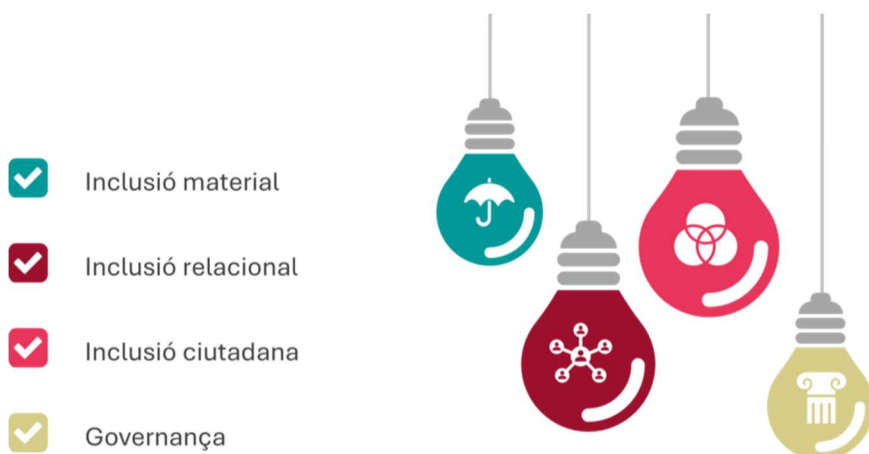 Inclusió material
Inclusió relacional
Inclusió ciutadana
Governança